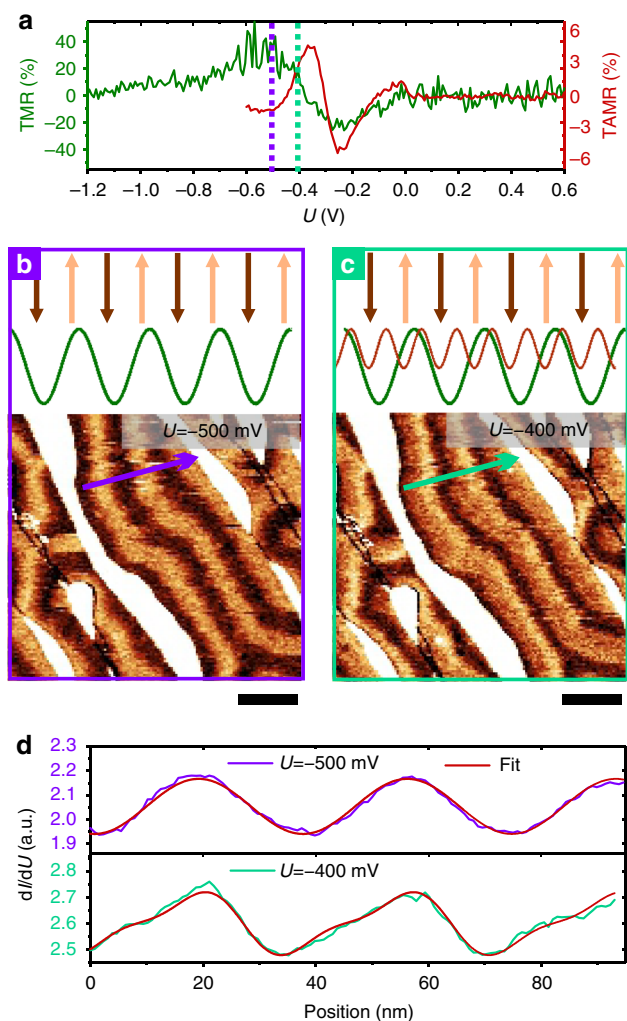 a
TMR (%)
40
20
0
−20
−40
6
3
0
−3
−6
TAMR (%)
−1.2 −1.0 −0.8 −0.6 −0.4 −0.2 0.0 0.2 0.4 0.6
U (V)
b
c
U=−500 mV
U=−400 mV
d
dI/dU (a.u.)
2.3
2.2
2.1
2.0
1.9
U=−500 mV
Fit
2.7
2.6
2.5
U=−400 mV
0 20 40 60 80
Position (nm)